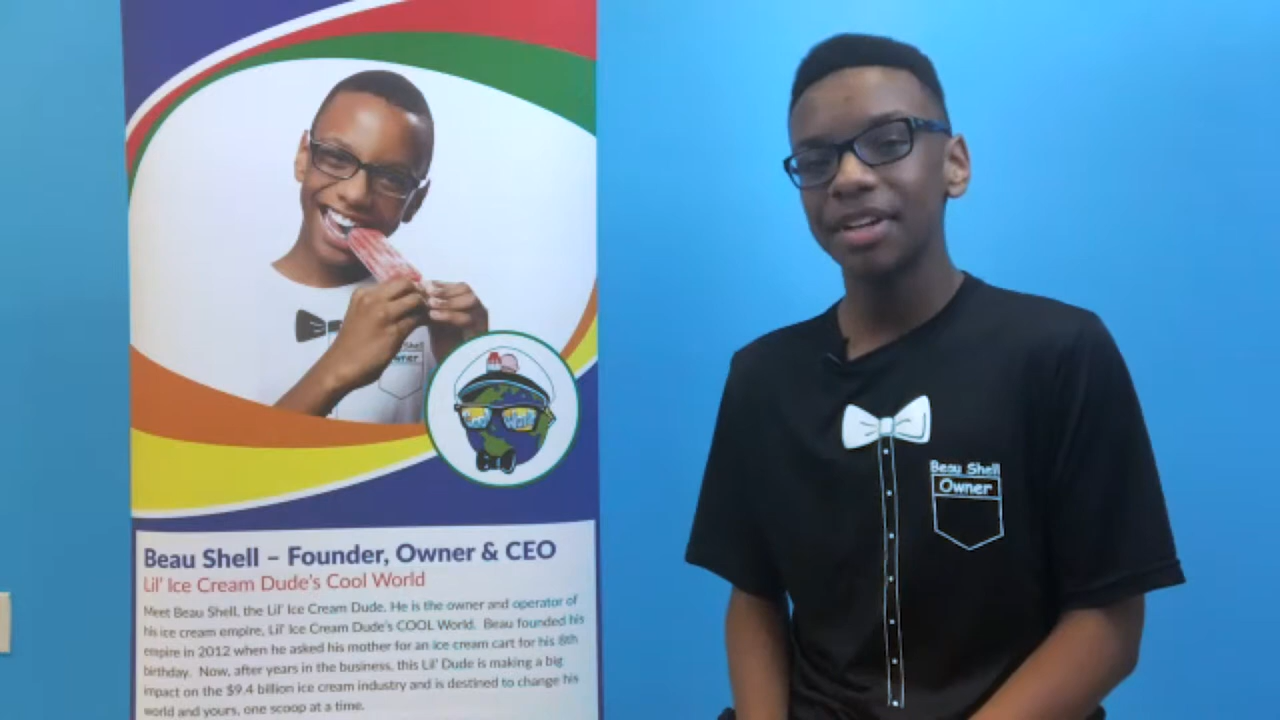 Shell
Owner
Cool World
Beau Shell – Founder, Owner & CEO
Lil' Ice Cream Dude's Cool World
Meet Beau Shell, the Lil' Ice Cream Dude. He is the owner and operator of
his ice cream empire, Lil' Ice Cream Dude's COOL World. Beau founded his
empire in 2012 when he asked his mother for an ice cream cart for his 8th
birthday. Now, after years in the business, this Lil' Dude is making a big
impact on the $9.4 billion ice cream industry and is destined to change his
world and yours, one scoop at a time.
Beau Shell
Owner